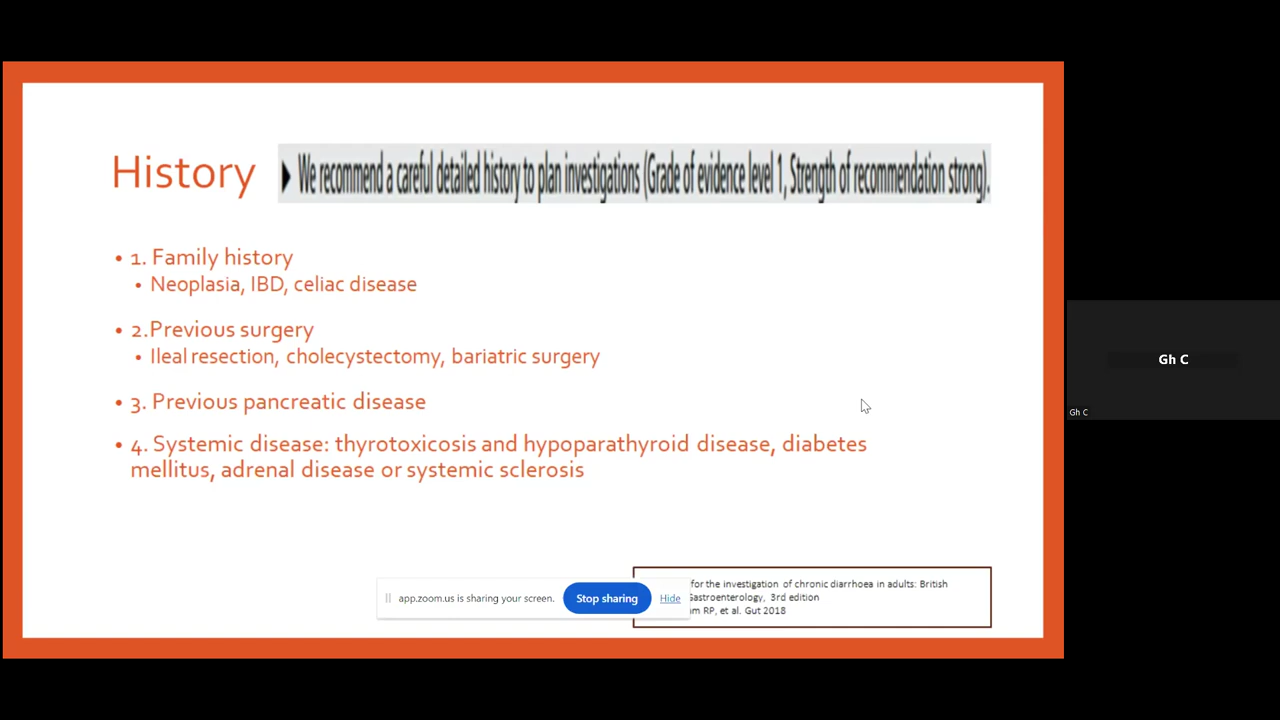 History
► We recommend a careful detailed history to plan investigations (Grade of evidence level 1, Strength of recommendation strong).
• 1. Family history
• Neoplasia, IBD, celiac disease
• 2.Previous surgery
• Ileal resection, cholecystectomy, bariatric surgery
• 3. Previous pancreatic disease
• 4. Systemic disease: thyrotoxicosis and hypoparathyroid disease, diabetes
mellitus, adrenal disease or systemic sclerosis
for the investigation of chronic diarrhoea in adults: British
Gastroenterology, 3rd edition
RP, et al. Gut 2018
app.zoom.us is sharing your screen.
Stop sharing
Hide
Gh C
Gh C